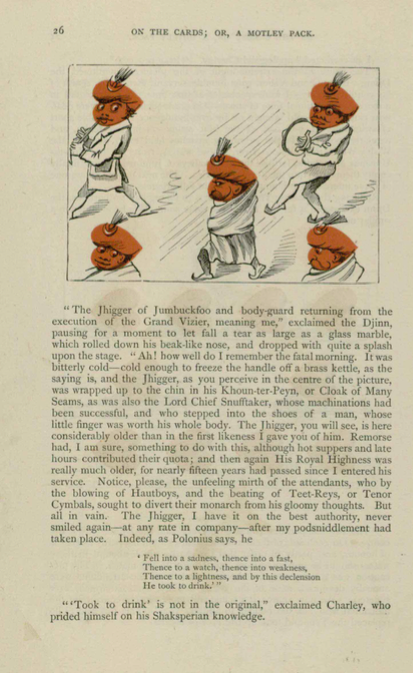 26
ON THE CARDS; OR, A MOTLEY PACK.
"The Jhigger of Jumbuckfoo and body-guard returning from the
execution of the Grand Vizier, meaning me," exclaimed the Djinn,
pausing for a moment to let fall a tear as large as a glass marble,
which rolled down his beak-like nose, and dropped with quite a splash
upon the stage. "Ah! how well do I remember the fatal morning. It was
bitterly cold—cold enough to freeze the handle off a brass kettle, as the
saying is, and the Jhigger, as you perceive in the centre of the picture,
was wrapped up to the chin in his Khoun-ter-Peyn, or Cloak of Many
Seams, as was also the Lord Chief Snufftaker, whose machinations had
been successful, and who stepped into the shoes of a man, whose
little finger was worth his whole body. The Jhigger, you will see, is here
considerably older than in the first likeness I gave you of him. Remorse
had, I am sure, something to do with this, although hot suppers and late
hours contributed their quota; and then again His Royal Highness was
really much older, for nearly fifteen years had passed since I entered his
service. Notice, please, the unfeeling mirth of the attendants, who by
the blowing of Hautboys, and the beating of Teet-Reys, or Tenor
Cymbals, sought to divert their monarch from his gloomy thoughts. But
all in vain. The Jhigger, I have it on the best authority, never
smiled again—at any rate in company—after my podsniddlement had
taken place. Indeed, as Polonius says, he
' Fell into a sadness, thence into a fast,
Thence to a watch, thence into weakness,
Thence to a lightness, and by this declension
He took to drink.' "
"'Took to drink' is not in the original," exclaimed Charley, who
prided himself on his Shaksperian knowledge.